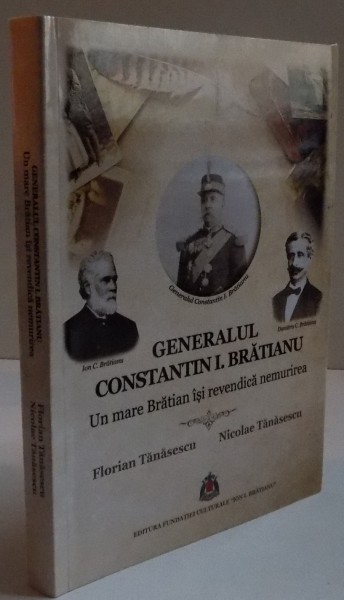 GENERALUL CONSTANTIN I. BRĂTIANU
Un mare Brătian își revendică nemurirea
Florian Tănăsescu
Nicolae Tănăsescu
Generalul Constantin I. Brătianu
Ion C. Brătianu
Dumitru C. Brătianu
GENERALUL
CONSTANTIN I. BRĂTIANU
Un mare Brătian își revendică nemurirea
Nicolae Tănăsescu
Florian Tănăsescu
EDITURA FUNDAȚIEI CULTURALE "ION I. BRĂTIANU"